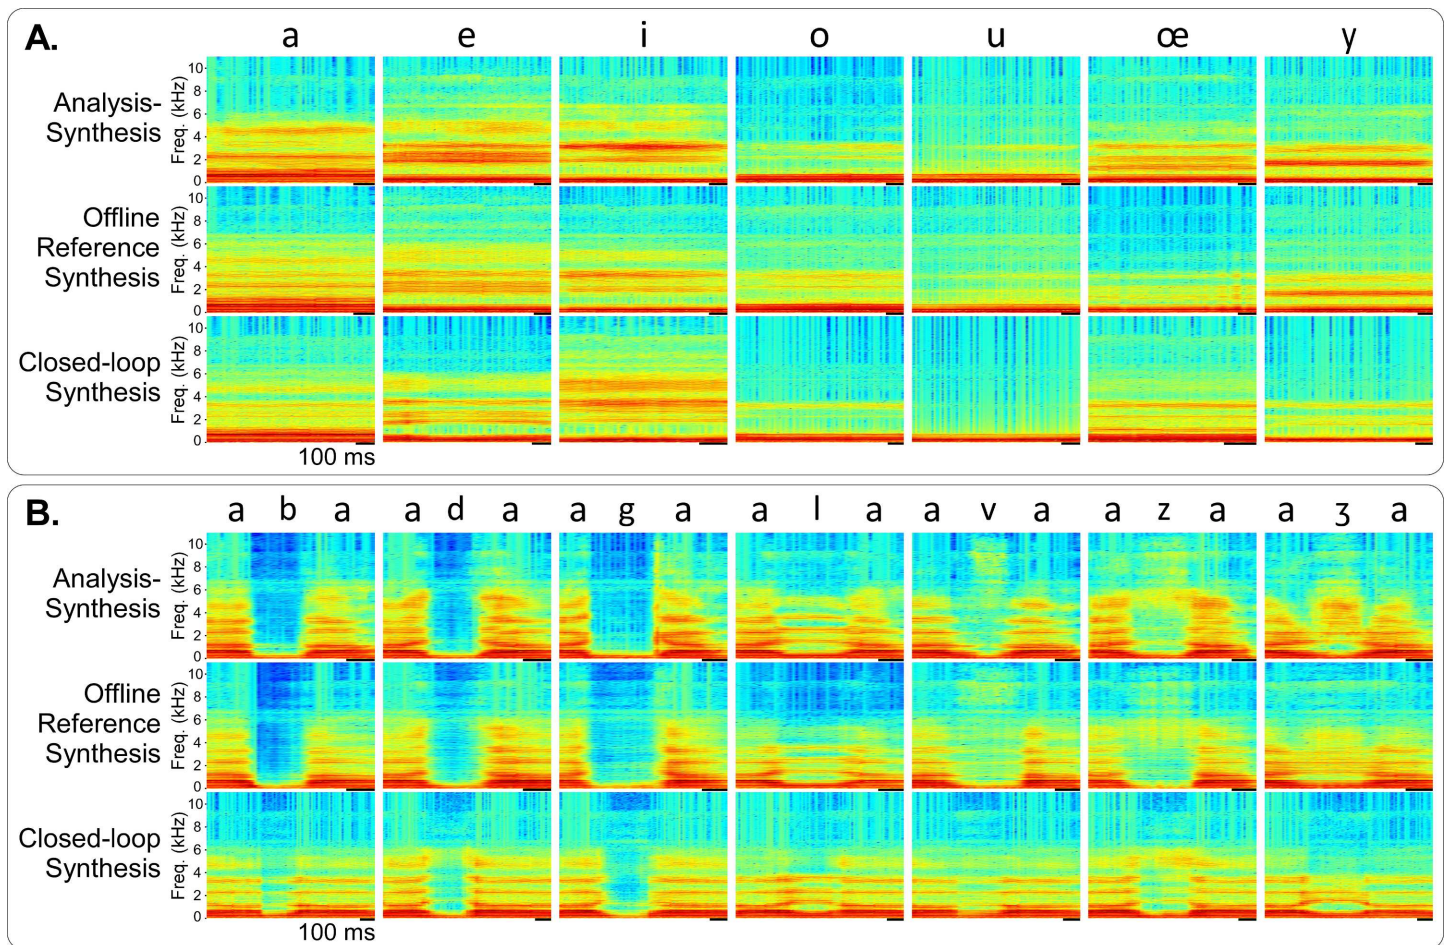 A. a e i o u œ y
Analysis-
Synthesis
Freq. (kHz)
10
8
6
4
2
0
Offline
Reference
Synthesis
Freq. (kHz)
10
8
6
4
2
0
Closed-loop
Synthesis
Freq. (kHz)
10
8
6
4
2
0
100 ms
B. a b a a d a a g a a l a a v a a z a a ʒ a
Analysis-
Synthesis
Freq. (kHz)
10
8
6
4
2
0
Offline
Reference
Synthesis
Freq. (kHz)
10
8
6
4
2
0
Closed-loop
Synthesis
Freq. (kHz)
10
8
6
4
2
0
100 ms